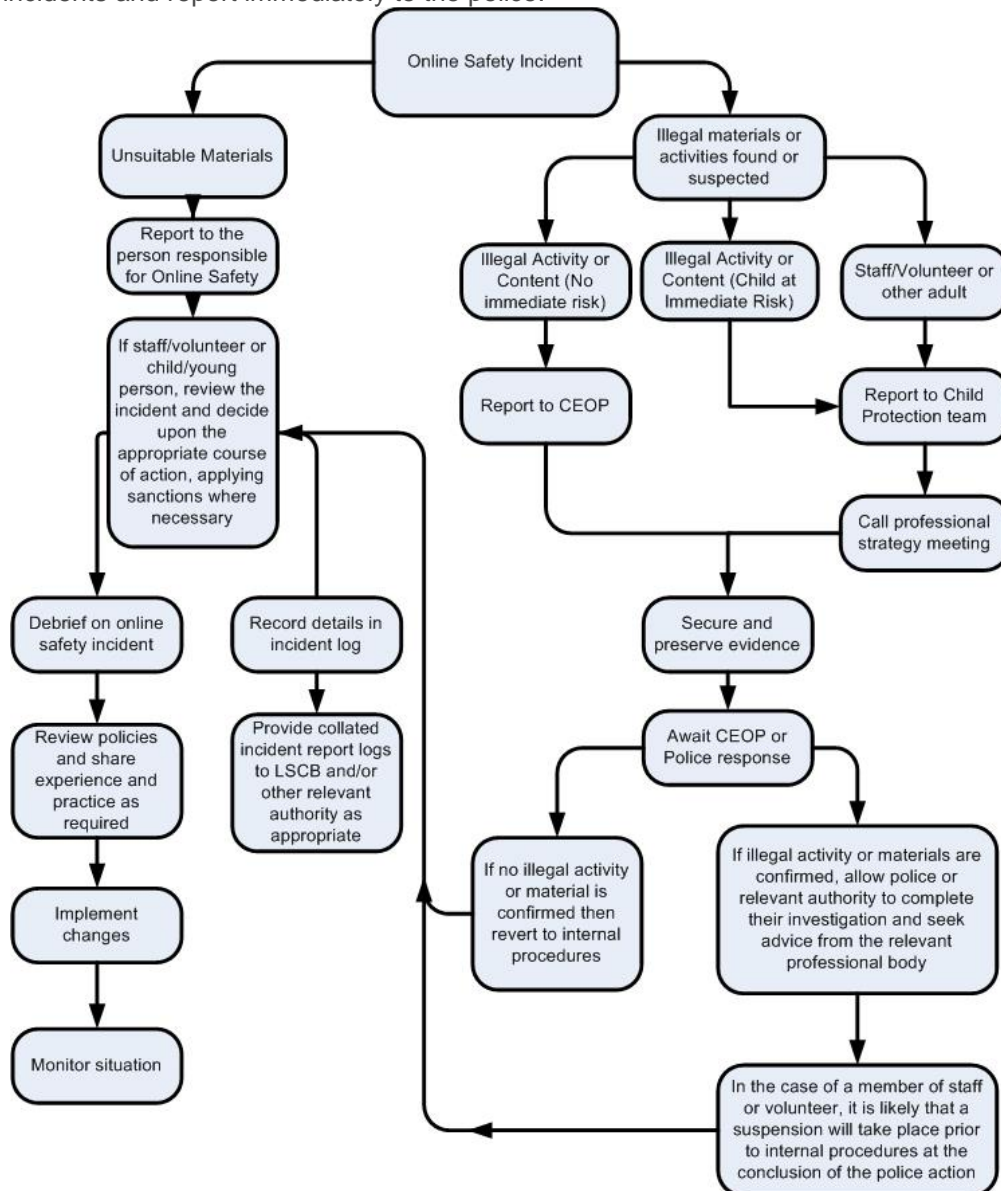 incidents and report immediately to the police.
Online Safety Incident
Unsuitable Materials
Illegal materials or
activities found or
suspected
Report to the
person responsible
for Online Safety
Illegal Activity or
Content (No
immediate risk)
Illegal Activity or
Content (Child at
Immediate Risk)
Staff/Volunteer or
other adult
If staff/volunteer or
child/young
person, review the
incident and decide
upon the
appropriate course
of action, applying
sanctions where
necessary
Report to CEOP
Report to Child
Protection team
Call professional
strategy meeting
Debrief on online
safety incident
Record details in
incident log
Secure and
preserve evidence
Review policies
and share
experience and
practice as
required
Provide collated
incident report logs
to LSCB and/or
other relevant
authority as
appropriate
Await CEOP or
Police response
If no illegal activity
or material is
confirmed then
revert to internal
procedures
If illegal activity or materials are
confirmed, allow police or
relevant authority to complete
their investigation and seek
advice from the relevant
professional body
Implement
changes
Monitor situation
In the case of a member of staff
or volunteer, it is likely that a
suspension will take place prior
to internal procedures at the
conclusion of the police action